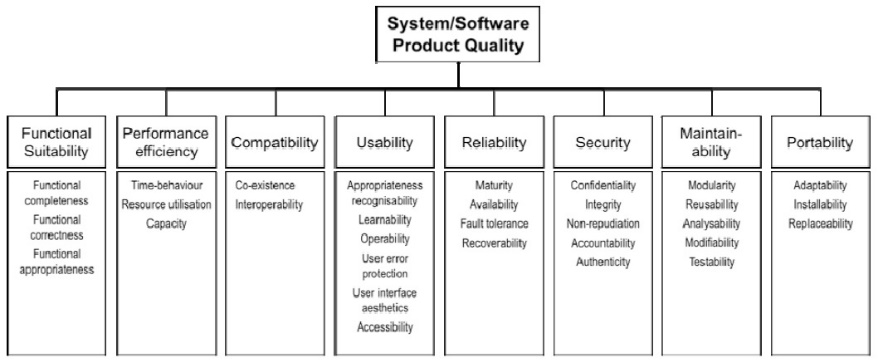 System/Software
Product Quality
Functional
Suitability
Performance
efficiency
Compatibility
Usability
Reliability
Security
Maintain-
ability
Portability
Functional
completeness
Functional
correctness
Functional
appropriateness
Time-behaviour
Resource utilisation
Capacity
Co-existence
Interoperability
Appropriateness
recognisability
Learnability
Operability
User error
protection
User interface
aesthetics
Accessibility
Maturity
Availability
Fault tolerance
Recoverability
Confidentiality
Integrity
Non-repudiation
Accountability
Authenticity
Modularity
Reusability
Analysability
Modifiability
Testability
Adaptability
Installability
Replaceability